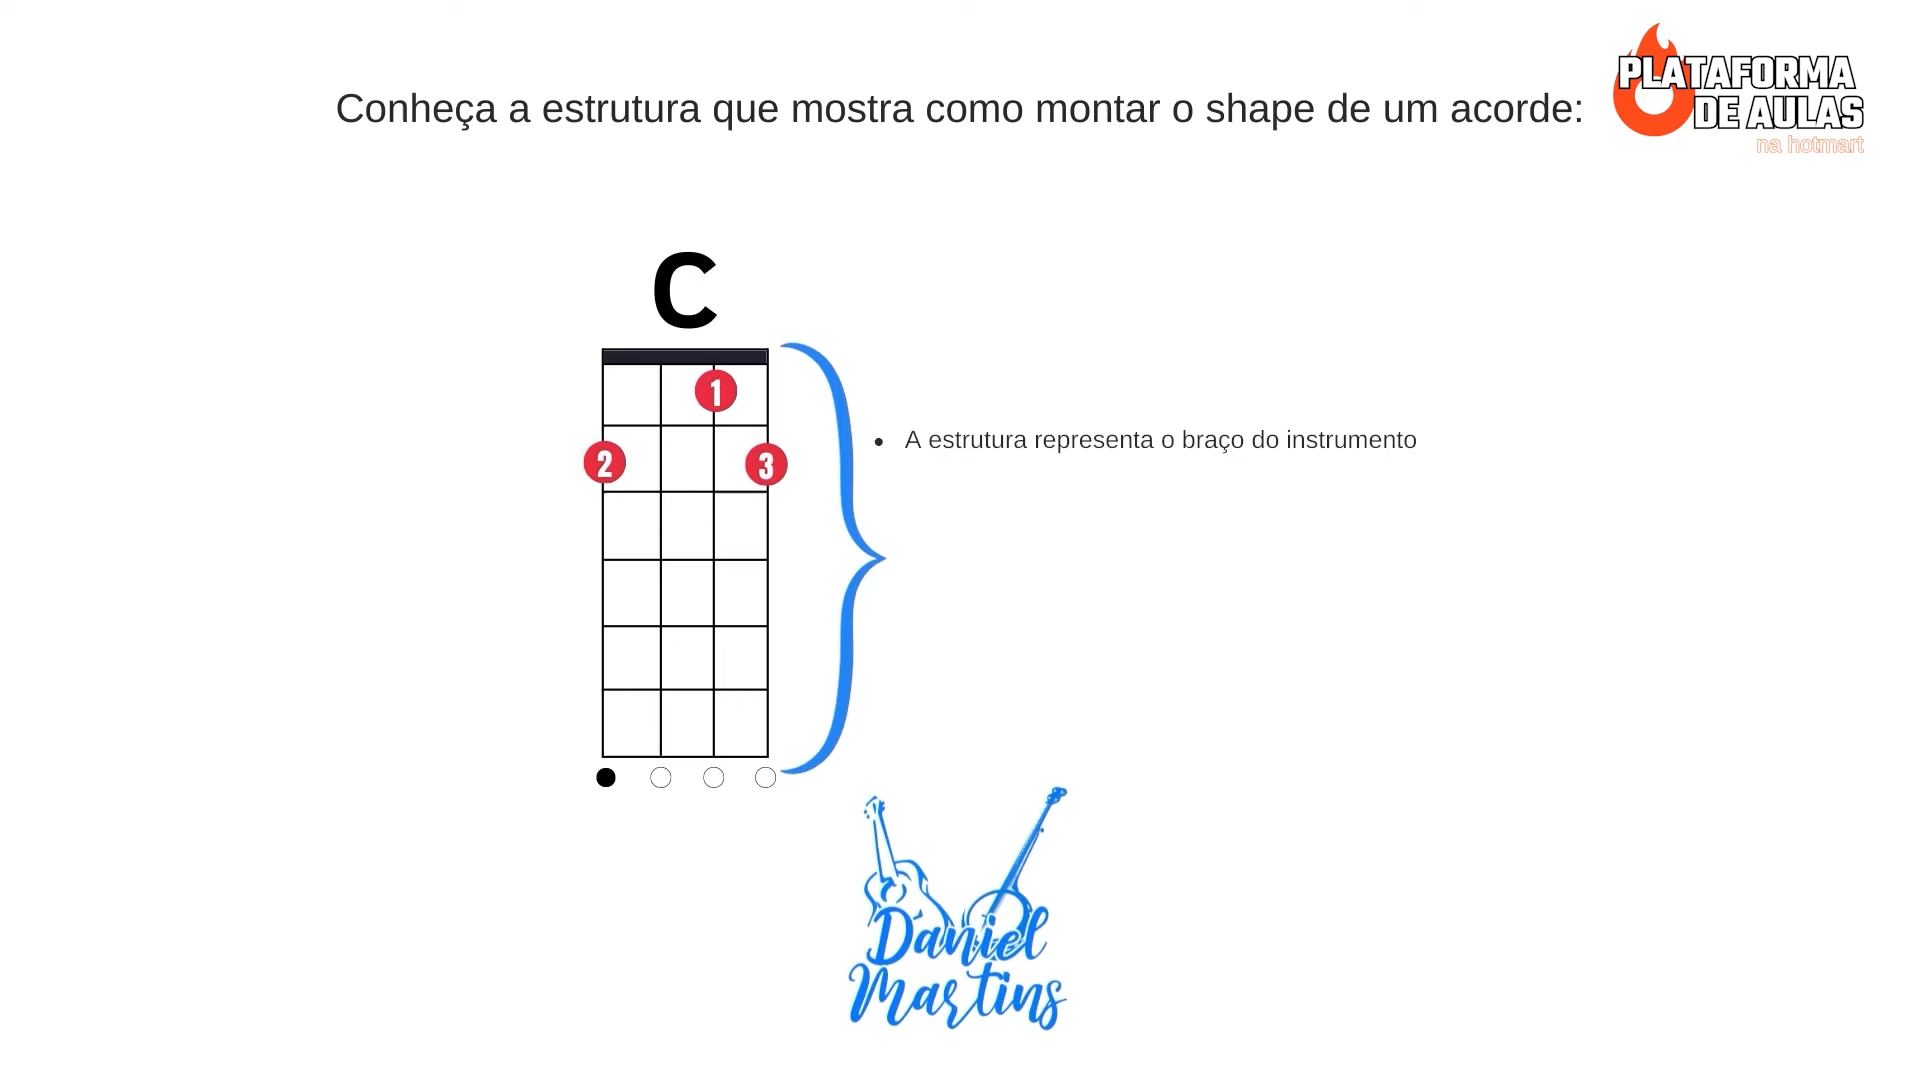 Conheça a estrutura que mostra como montar o shape de um acorde:
PLATAFORMA
DE AULAS
na hotmart
C
1
2
3
• A estrutura representa o braço do instrumento
Daniel
Martins